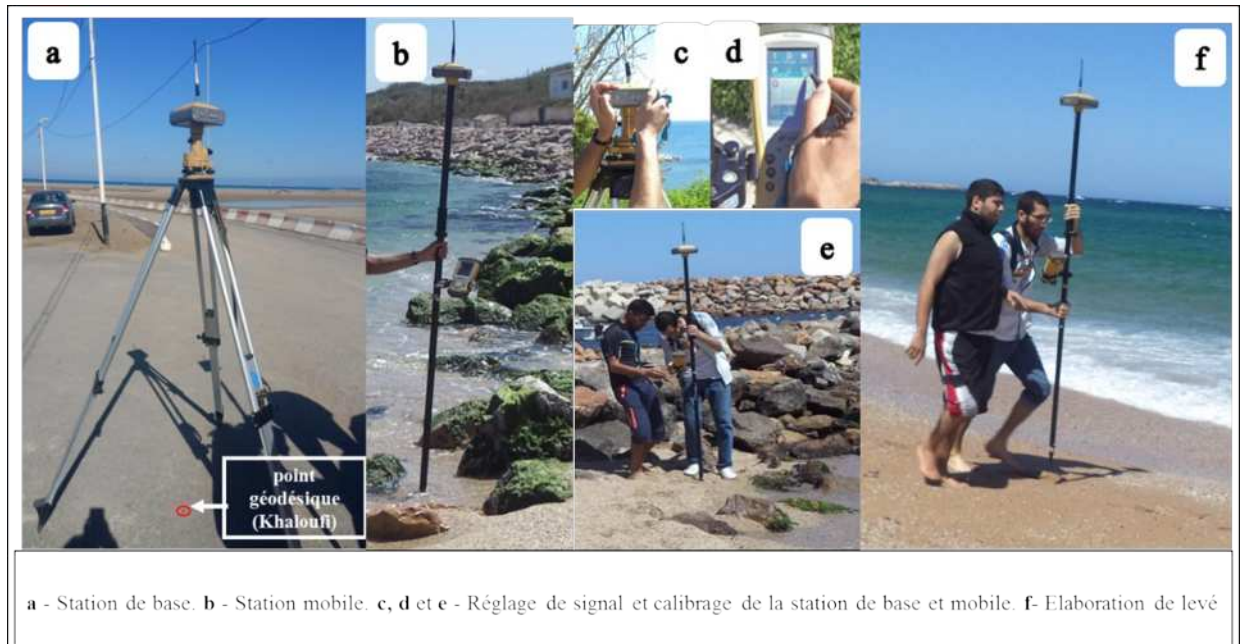 a
b
c
d
e
f
point
géodésique
(Khaloufi)
a - Station de base. b - Station mobile. c, d et e - Réglage de signal et calibrage de la station de base et mobile. f- Elaboration de levé